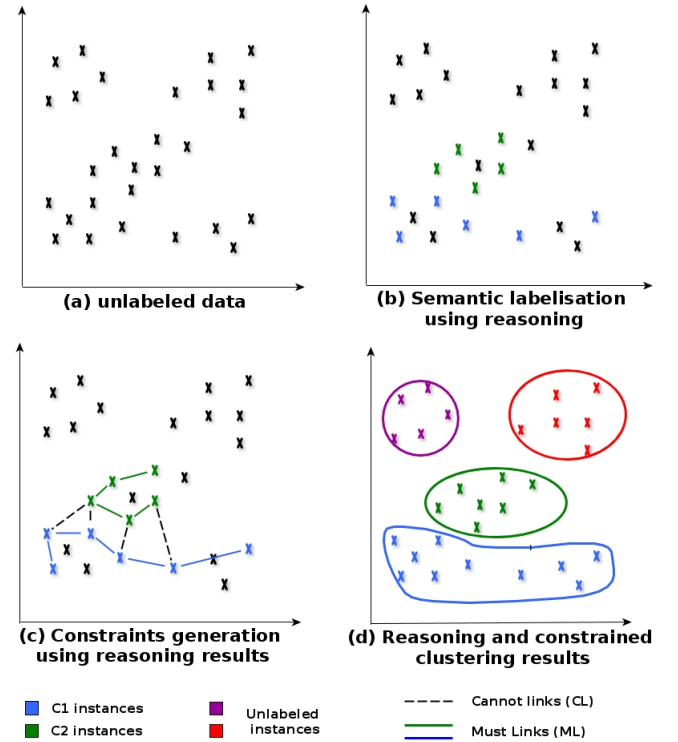 (a) unlabeled data
(b) Semantic labelisation
using reasoning
(c) Constraints generation
using reasoning results
(d) Reasoning and constrained
clustering results
C1 instances
C2 instances
Unlabeled
instances
Cannot links (CL)
Must Links (ML)